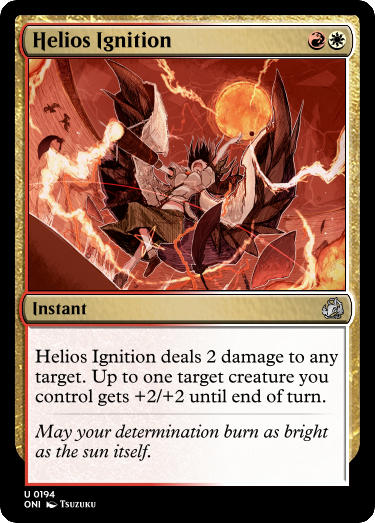 Helios Ignition
Instant
Helios Ignition deals 2 damage to any
target. Up to one target creature you
control gets +2/+2 until end of turn.
May your determination burn as bright
as the sun itself.
U 0194
ONI Tsuzuku